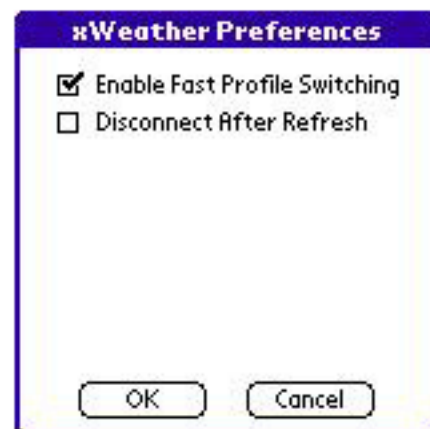 xWeather Preferences
Enable Fast Profile Switching
Disconnect After Refresh
OK Cancel